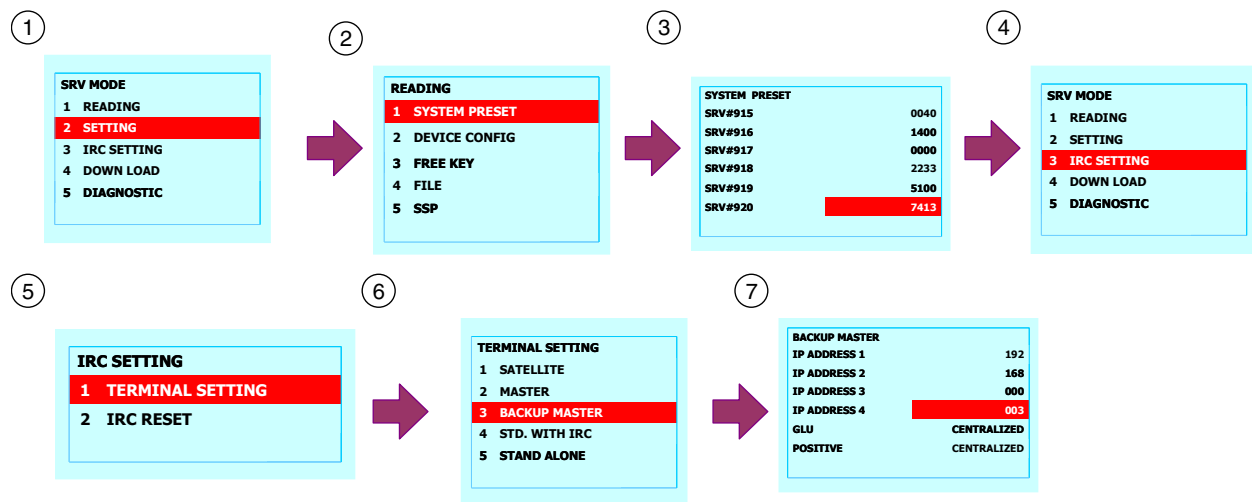 1
SRV MODE
1 READING
2 SETTING
3 IRC SETTING
4 DOWN LOAD
5 DIAGNOSTIC
2
READING
1 SYSTEM PRESET
2 DEVICE CONFIG
3 FREE KEY
4 FILE
5 SSP
3
SYSTEM PRESET
SRV#915 0040
SRV#916 1400
SRV#917 0000
SRV#918 2233
SRV#919 5100
SRV#920 7413
4
SRV MODE
1 READING
2 SETTING
3 IRC SETTING
4 DOWN LOAD
5 DIAGNOSTIC
5
IRC SETTING
1 TERMINAL SETTING
2 IRC RESET
6
TERMINAL SETTING
1 SATELLITE
2 MASTER
3 BACKUP MASTER
4 STD. WITH IRC
5 STAND ALONE
7
BACKUP MASTER
IP ADDRESS 1 192
IP ADDRESS 2 168
IP ADDRESS 3 000
IP ADDRESS 4 003
GLU CENTRALIZED
POSITIVE CENTRALIZED